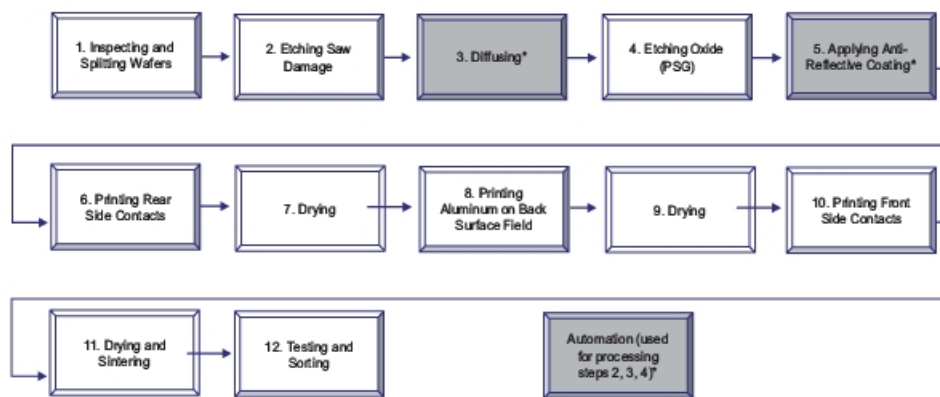 1. Inspecting and
Splitting Wafers
2. Etching Saw
Damage
3. Diffusing*
4. Etching Oxide
(PSG)
5. Applying Anti-
Reflective Coating*
6. Printing Rear
Side Contacts
7. Drying
8. Printing
Aluminum on Back
Surface Field
9. Drying
10. Printing Front
Side Contacts
11. Drying and
Sintering
12. Testing and
Sorting
Automation (used
for processing
steps 2, 3, 4)*